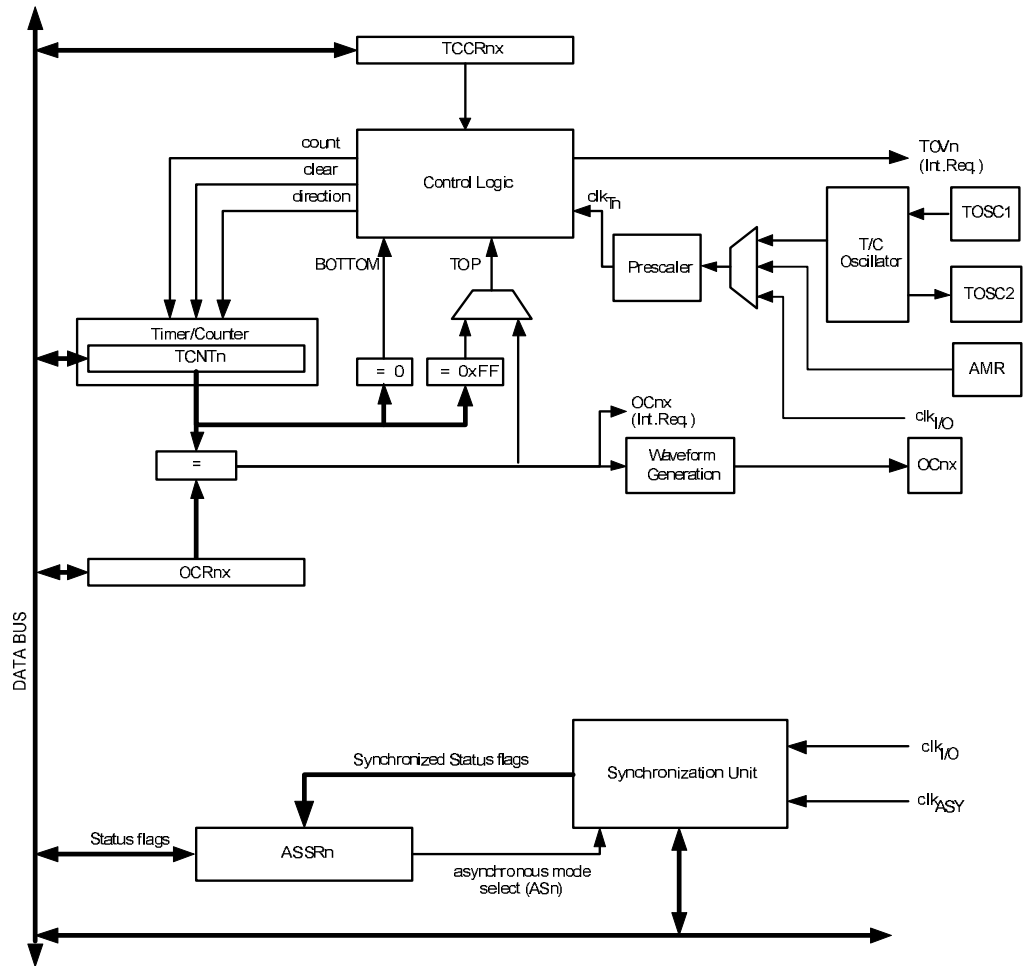 TCCRnx
count
clear
direction
Control Logic
clkTn
TOVn
(Int.Req.)
BOTTOM
TOP
Prescaler
T/C
Oscillator
TOSC1
TOSC2
Timer/Counter
TCNTn
= 0
= 0xFF
AMR
OCnx
(Int.Req.)
clkI/O
=
Waveform
Generation
OCnx
OCRnx
DATA BUS
Synchronized Status flags
Synchronization Unit
clkI/O
clkASY
Status flags
ASSRn
asynchronous mode
select (ASn)